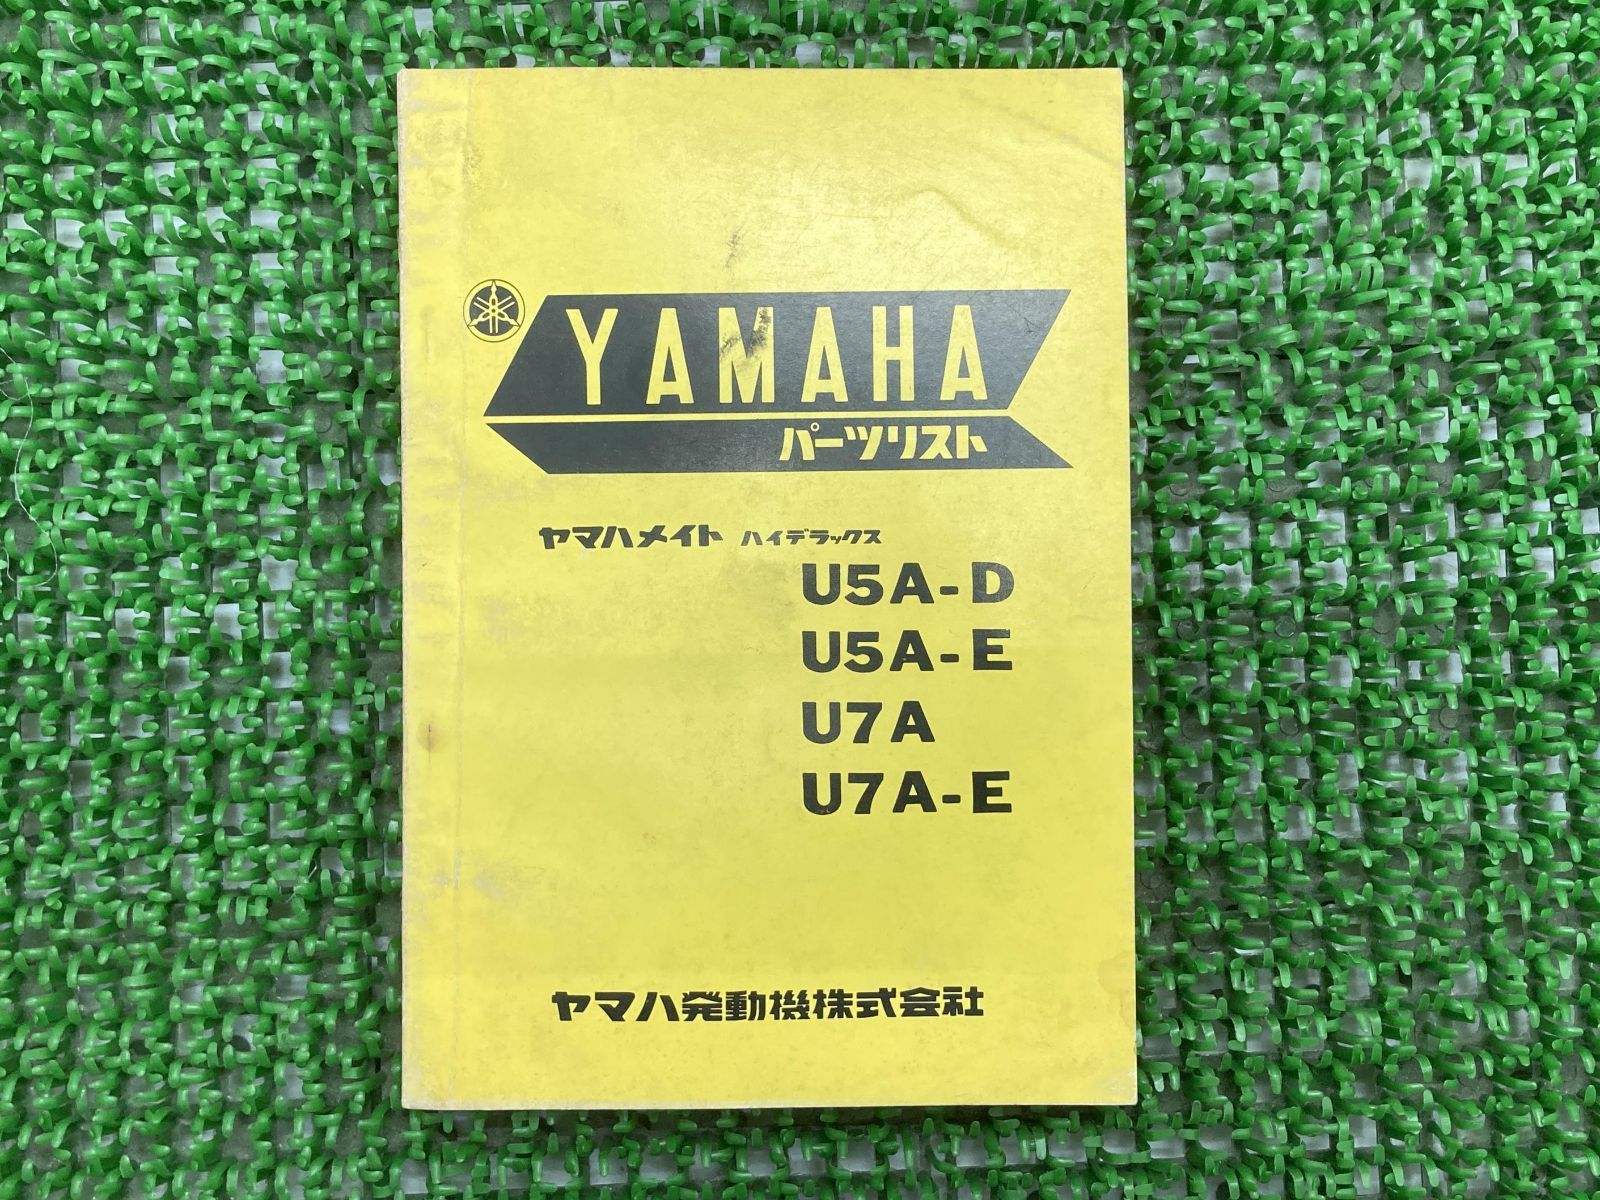 YAMAHA
パーツリスト
ヤマハメイト ハイデラックス
U5A-D
U5A-E
U7A
U7A-E
ヤマハ発動機株式会社